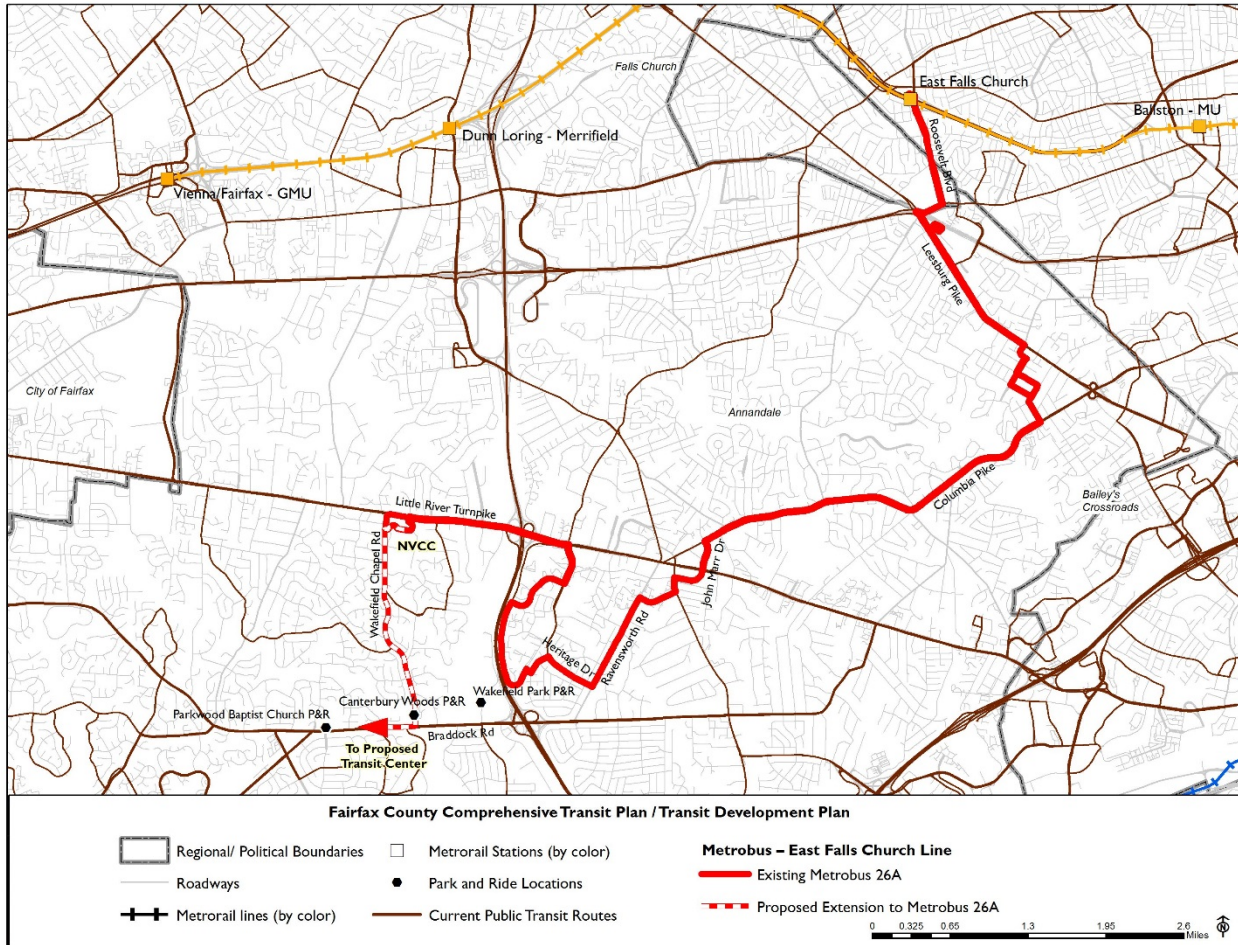 Falls Church
East Falls Church
Ballston - MU
Dunn Loring - Merrifield
Roosevelt Blvd
Vienna/Fairfax - GMU
Leesburg Pike
City of Fairfax
Annandale
Columbia Pike
Bailey's
Crossroads
Little River Turnpike
NVCC
Wakefield Chapel Rd
John Marr Dr
Heritage Dr
Ravensworth Rd
Wakefield Park P&R
Canterbury Woods P&R
Parkwood Baptist Church P&R
Braddock Rd
To Proposed
Transit Center
Fairfax County Comprehensive Transit Plan / Transit Development Plan
Regional/ Political Boundaries
Metrorail Stations (by color)
Metrobus – East Falls Church Line
Roadways
Park and Ride Locations
Existing Metrobus 26A
Metrorail lines (by color)
Current Public Transit Routes
Proposed Extension to Metrobus 26A
0 0.325 0.65 1.3 1.95 2.6
Miles
N